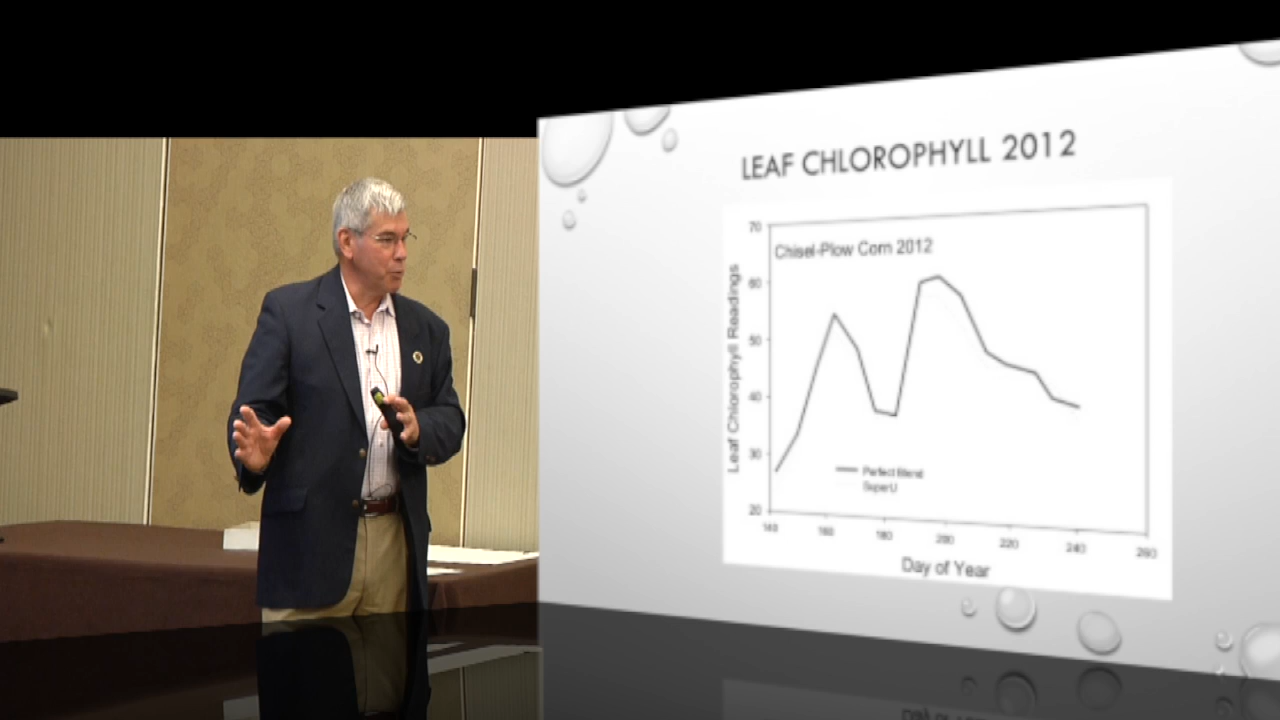 LEAF CHLOROPHYLL 2012
70
Chisel-Plow Corn 2012
60
50
40
30
20
Leaf Chlorophyll Readings
Perfect Blend
SuperU
140 160 180 200 220 240 260
Day of Year